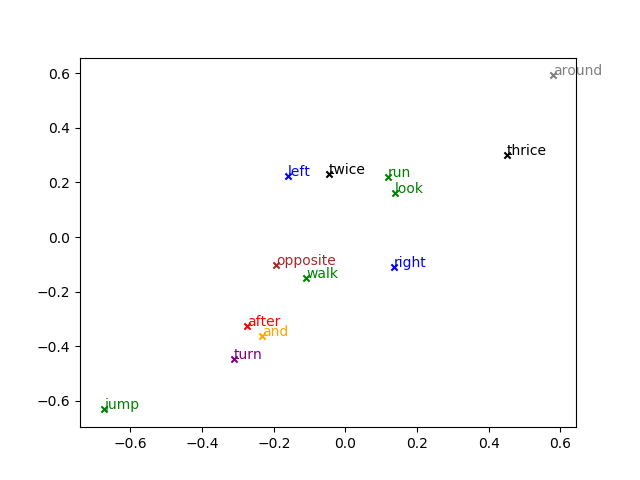 around
0.6
0.4
thrice
left
twice
run
0.2
look
0.0
opposite
right
walk
−0.2
after
and
turn
−0.4
jump
−0.6
−0.6
−0.4
−0.2
0.0
0.2
0.4
0.6